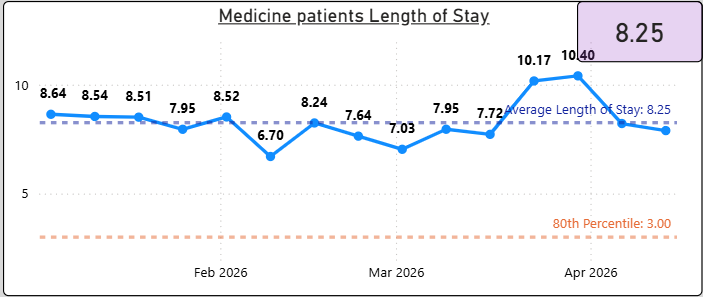 Medicine patients Length of Stay
8.25
10
5
8.64
8.54
8.51
7.95
8.52
6.70
8.24
7.64
7.03
7.95
7.72
10.17
10.40
Average Length of Stay: 8.25
80th Percentile: 3.00
Feb 2026
Mar 2026
Apr 2026